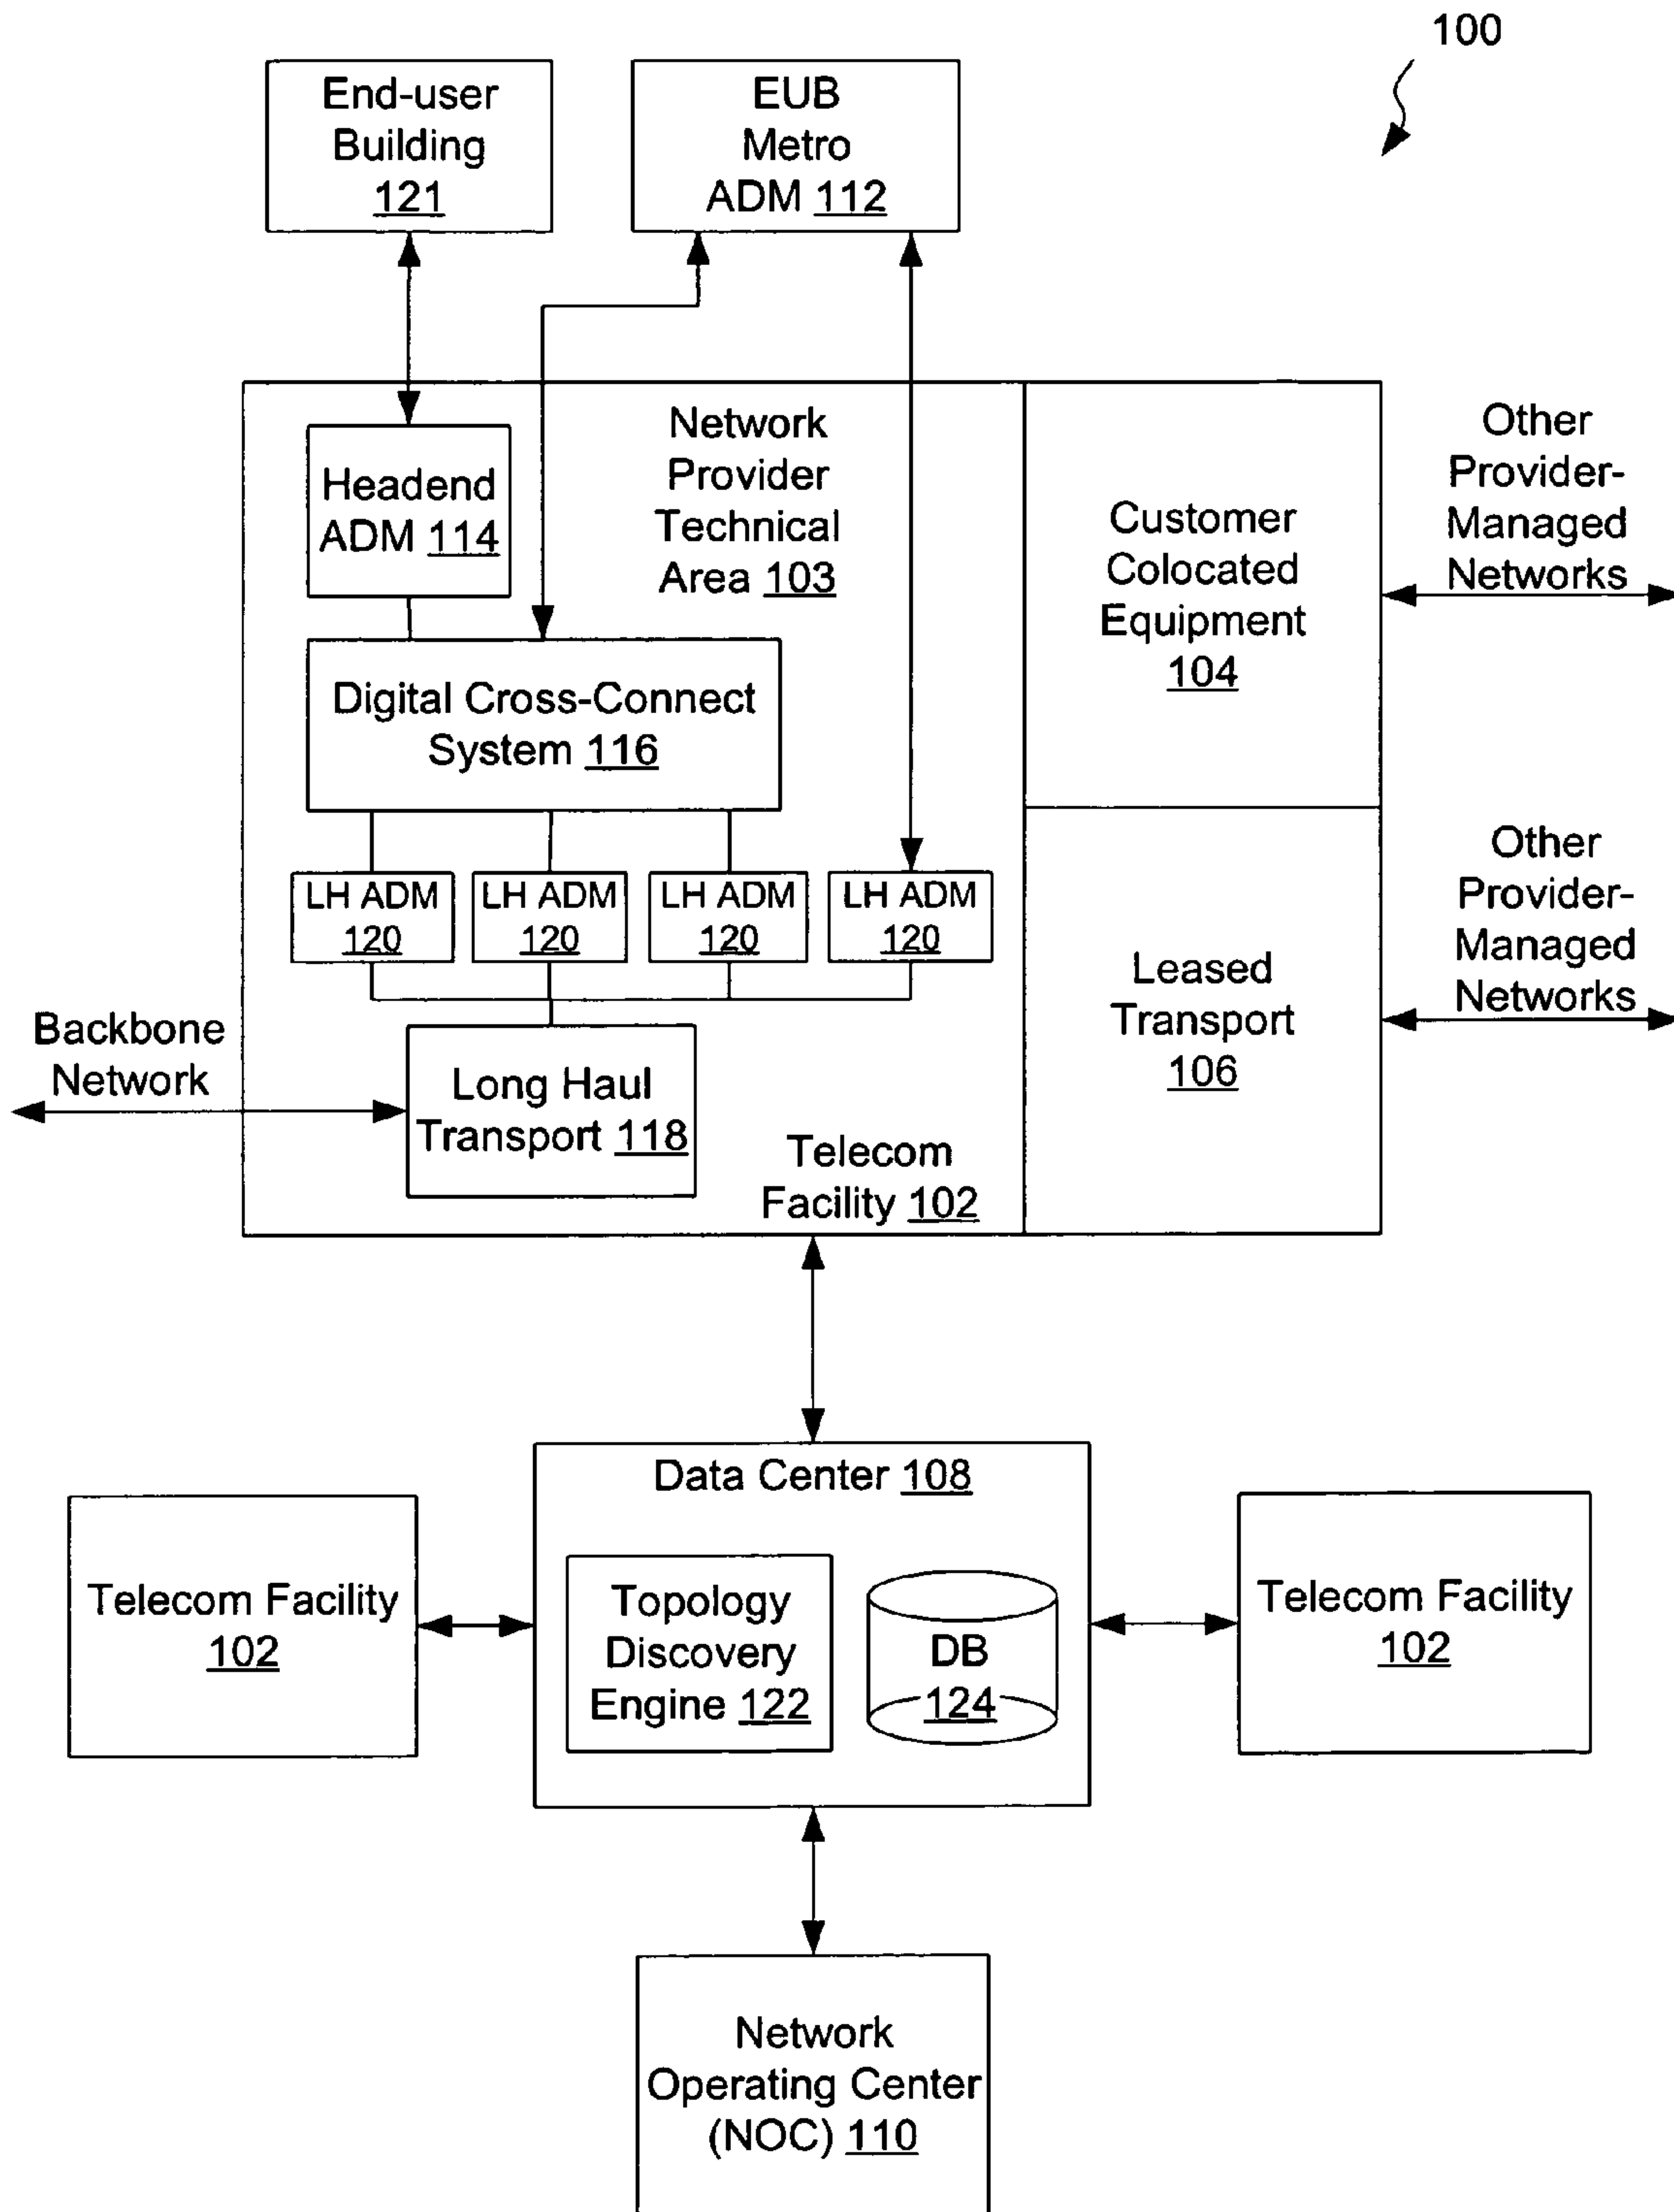 100
End-user
Building
121
EUB
Metro
ADM 112
Network
Provider
Technical
Area 103
Headend
ADM 114
Digital Cross-Connect
System 116
LH ADM
120
LH ADM
120
LH ADM
120
LH ADM
120
Long Haul
Transport 118
Backbone
Network
Telecom
Facility 102
Customer
Colocated
Equipment
104
Other
Provider-
Managed
Networks
Leased
Transport
106
Other
Provider-
Managed
Networks
Data Center 108
Telecom Facility
102
Topology
Discovery
Engine 122
DB
124
Telecom Facility
102
Network
Operating Center
(NOC) 110